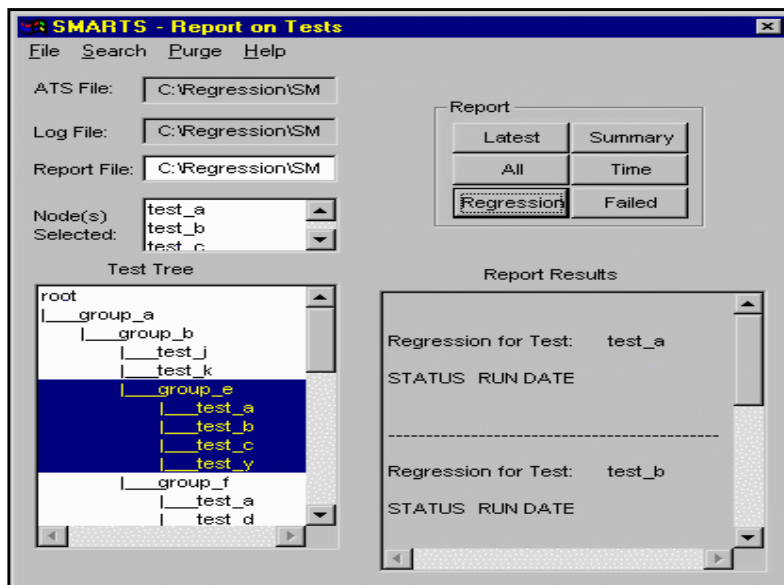 SMARTS - Report on Tests
File Search Purge Help
ATS File: C:\Regression\SM
Log File: C:\Regression\SM
Report File: C:\Regression\SM
Node(s)
Selected:
test_a
test_b
test_c
Report
Latest Summary
All Time
Regression Failed
Test Tree
root
|___group_a
|___group_b
|___test_j
|___test_k
|___group_e
|___test_a
|___test_b
|___test_c
|___test_y
|___group_f
|___test_a
|___test_d
Report Results
Regression for Test: test_a
STATUS RUN DATE
------------------------------------------
Regression for Test: test_b
STATUS RUN DATE